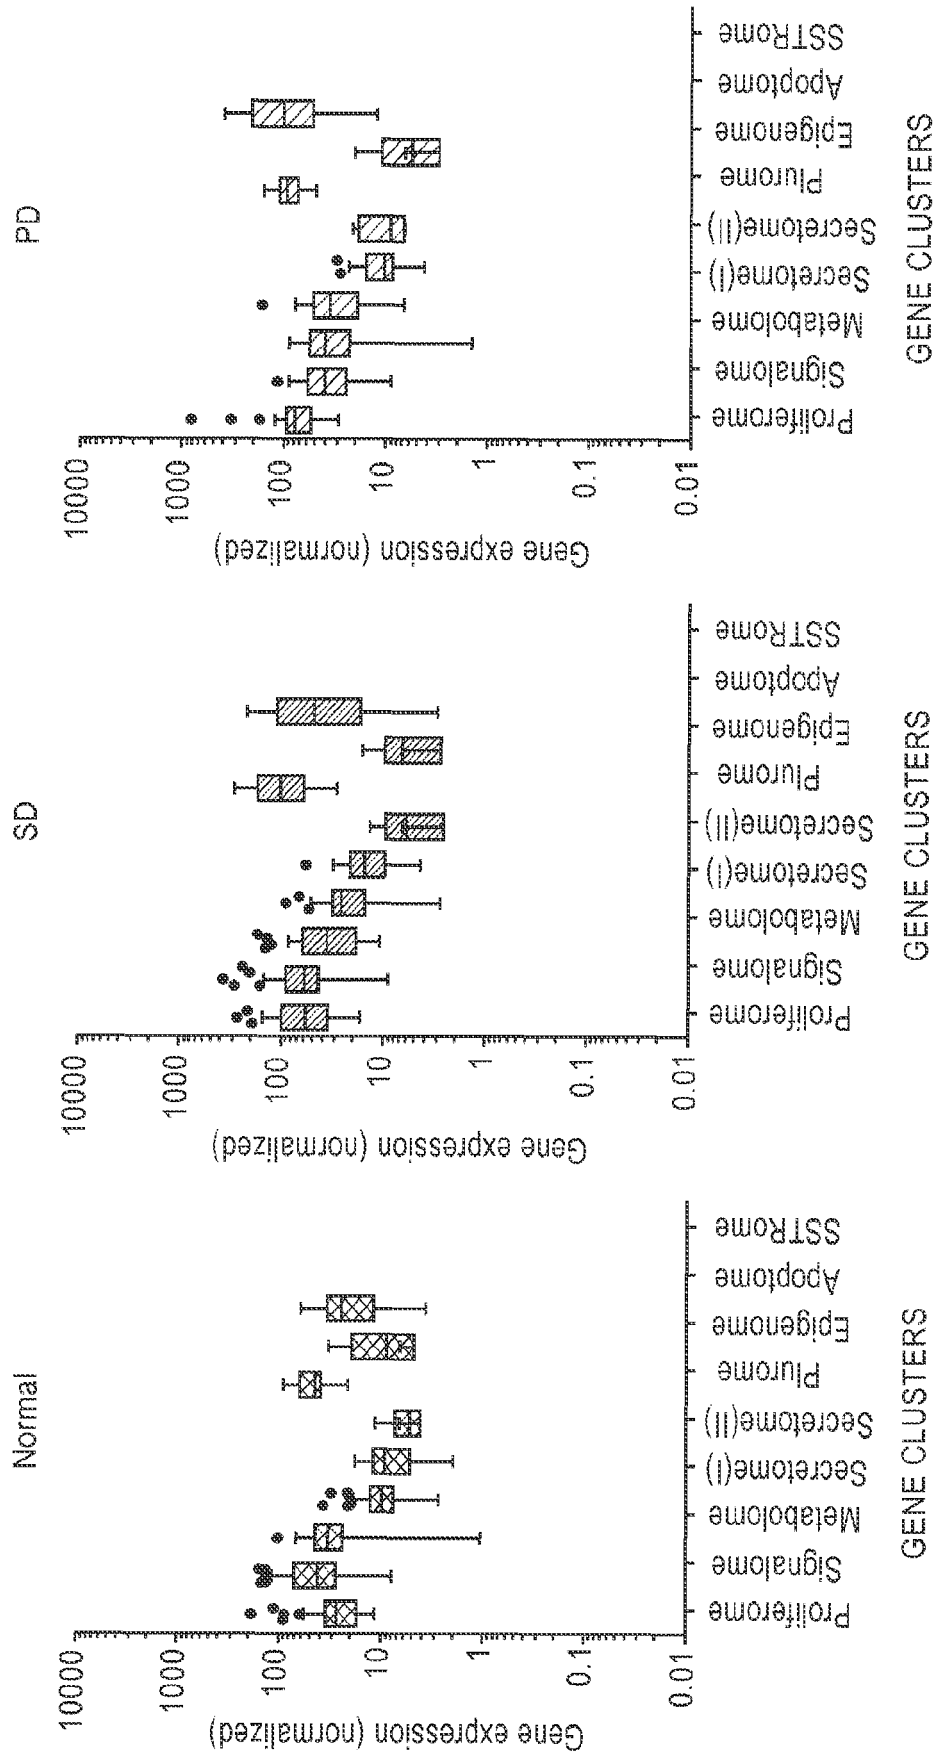 Normal
Gene expression (normalized)
10000
1000
100
10
1
0.1
0.01
Proliferome
Signalome
Metabolome
Secretome(I)
Secretome(II)
Plurome
Epigenome
Apoptome
SSTRome
GENE CLUSTERS
SD
Gene expression (normalized)
10000
1000
100
10
1
0.1
0.01
Proliferome
Signalome
Metabolome
Secretome(I)
Secretome(II)
Plurome
Epigenome
Apoptome
SSTRome
GENE CLUSTERS
PD
Gene expression (normalized)
10000
1000
100
10
1
0.1
0.01
Proliferome
Signalome
Metabolome
Secretome(I)
Secretome(II)
Plurome
Epigenome
Apoptome
SSTRome
GENE CLUSTERS